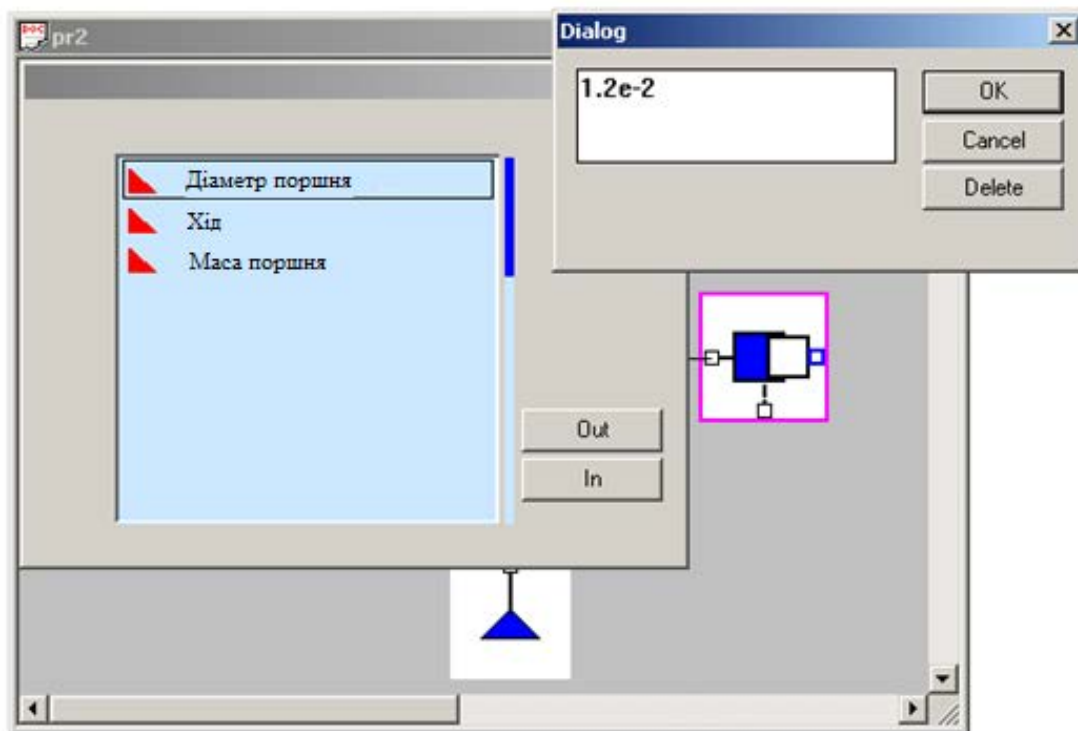 pr2
Dialog
1.2e-2
OK
Cancel
Delete
Діаметр поршня
Хід
Маса поршня
Out
In